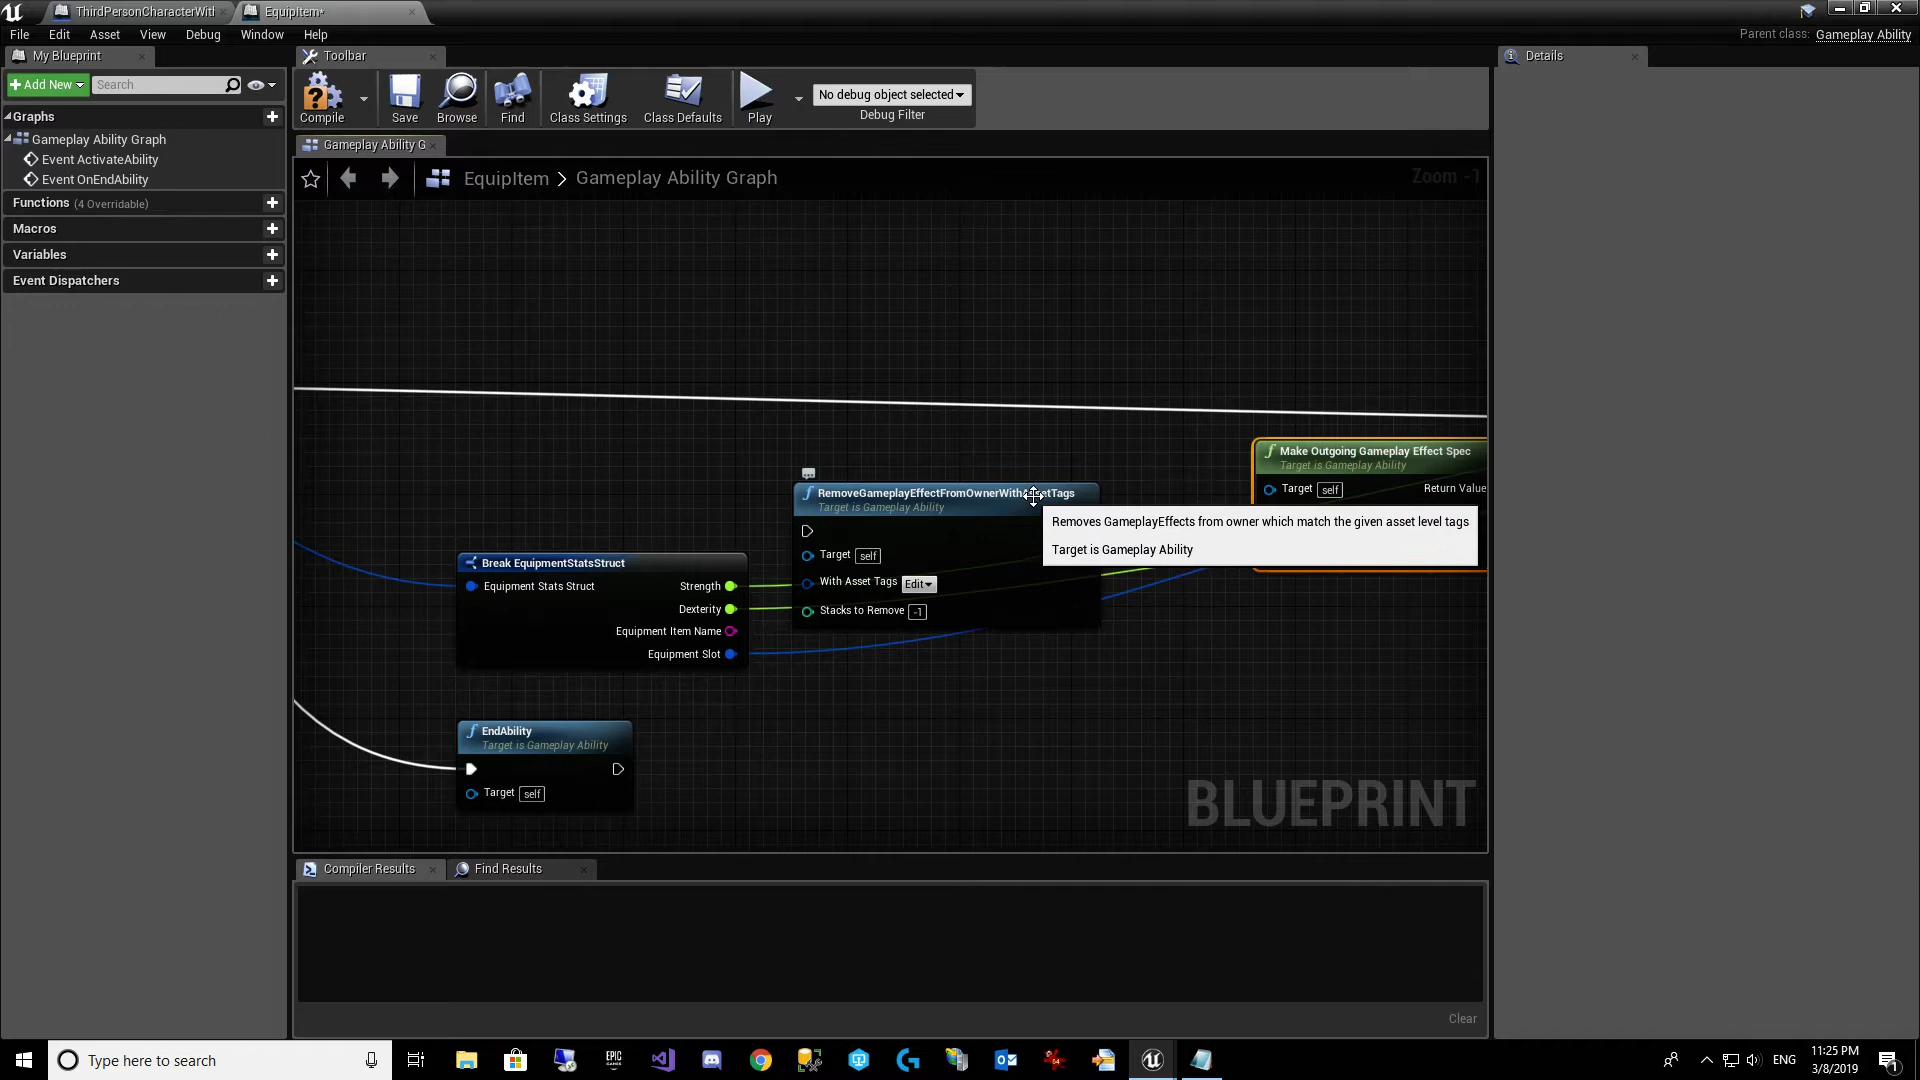 ThirdPersonCharacterWitl
EquipItem*
File Edit Asset View Debug Window Help
Parent class: Gameplay Ability
My Blueprint
Toolbar
Details
Add New
Search
Compile
Save
Browse
Find
Class Settings
Class Defaults
Play
No debug object selected
Debug Filter
Graphs
Gameplay Ability Graph
Event ActivateAbility
Event OnEndAbility
Functions (4 Overridable)
Macros
Variables
Event Dispatchers
Gameplay Ability G
EquipItem > Gameplay Ability Graph
Zoom -1
Make Outgoing Gameplay Effect Spec
Target is Gameplay Ability
Target self
Return Value
RemoveGameplayEffectFromOwnerWithAssetTags
Target is Gameplay Ability
Target self
With Asset Tags Edit
Stacks to Remove -1
Removes GameplayEffects from owner which match the given asset level tags
Target is Gameplay Ability
Break EquipmentStatsStruct
Equipment Stats Struct
Strength
Dexterity
Equipment Item Name
Equipment Slot
EndAbility
Target is Gameplay Ability
Target self
BLUEPRINT
Compiler Results
Find Results
Clear
Type here to search
EPIC
GAMES
64
ENG
11:25 PM
3/8/2019
1